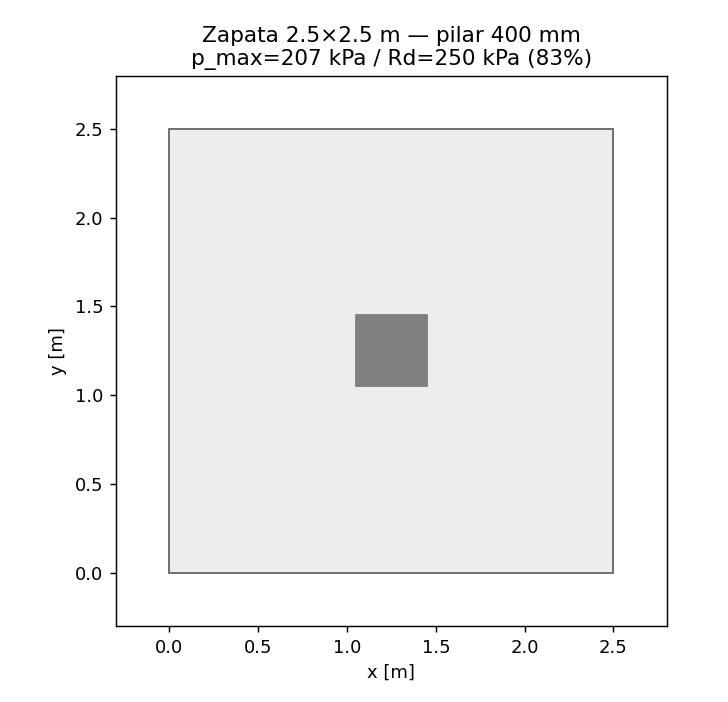 Zapata 2.5×2.5 m — pilar 400 mm
p_max=207 kPa / Rd=250 kPa (83%)
2.5
2.0
1.5
1.0
0.5
0.0
y [m]
0.0 0.5 1.0 1.5 2.0 2.5
x [m]